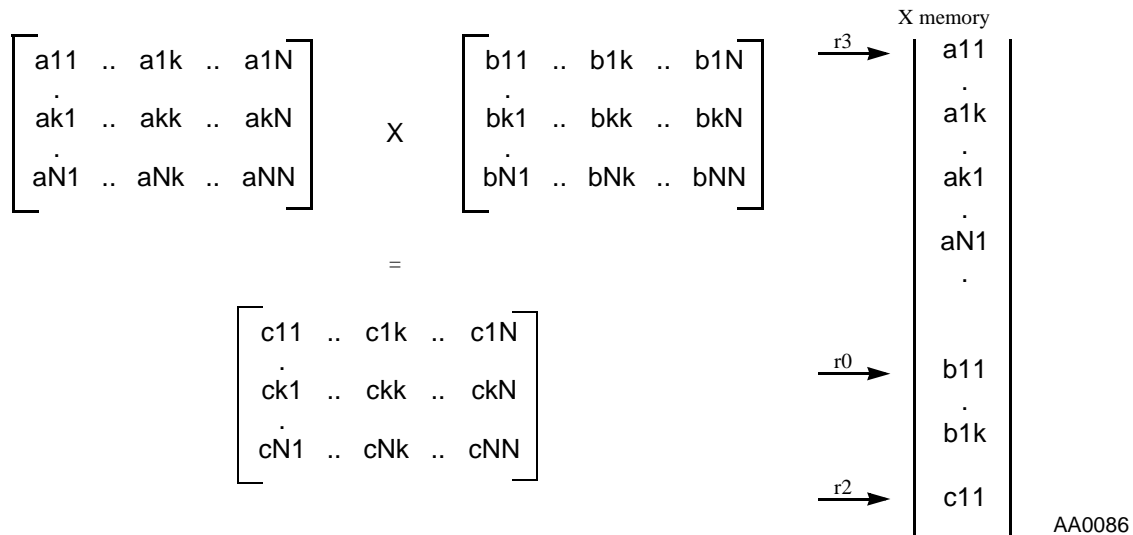 a11 .. a1k .. a1N
.
ak1 .. akk .. akN
.
aN1 .. aNk .. aNN
X
b11 .. b1k .. b1N
.
bk1 .. bkk .. bkN
.
bN1 .. bNk .. bNN
=
c11 .. c1k .. c1N
.
ck1 .. ckk .. ckN
.
cN1 .. cNk .. cNN
X memory
r3
a11
.
a1k
.
ak1
.
aN1
.
r0
b11
.
b1k
r2
c11
AA0086